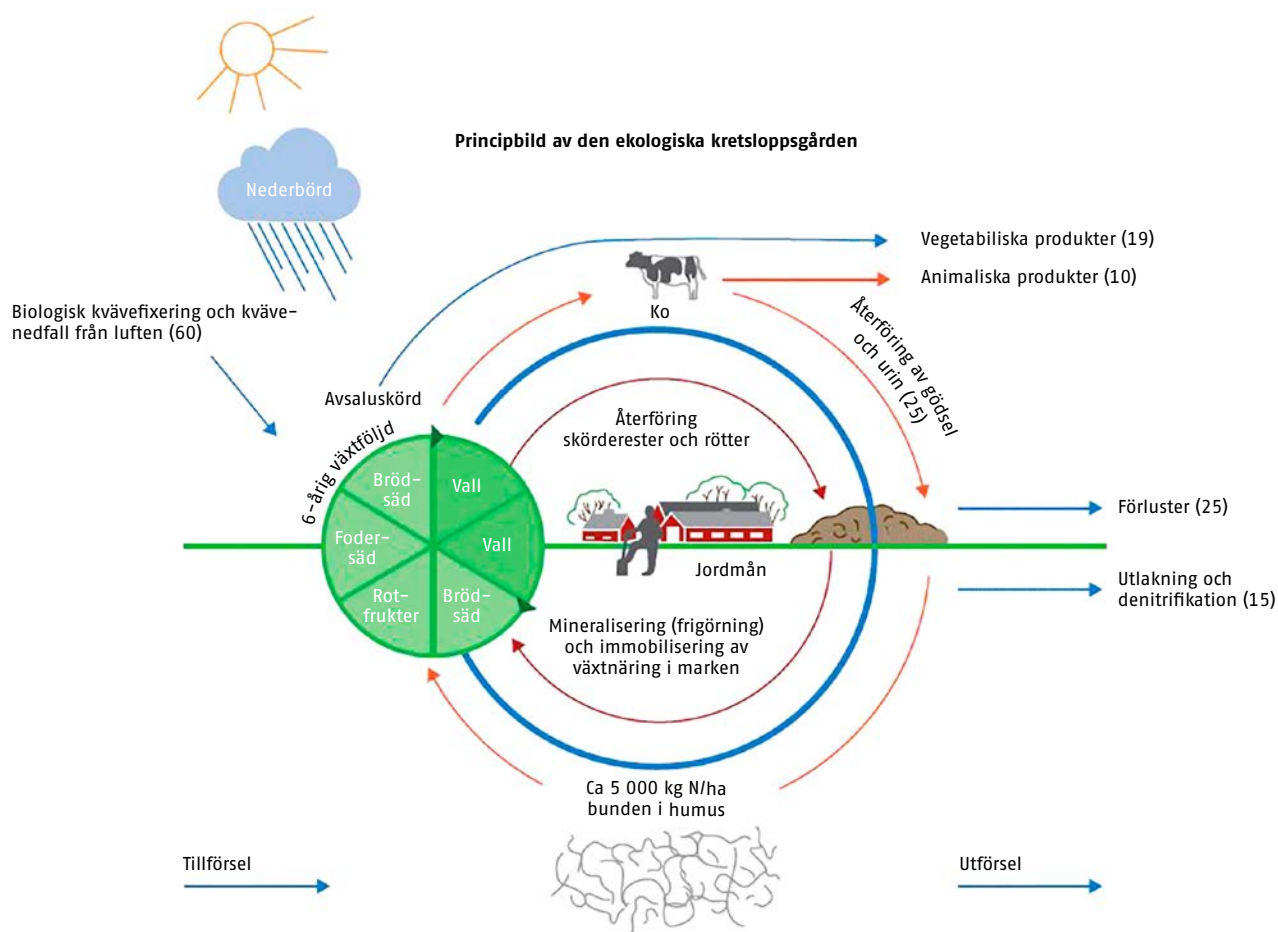 Principbild av den ekologiska kretsloppsgården
Nederbörd
Vegetabiliska produkter (19)
Animaliska produkter (10)
Biologisk kvävefixering och kväve-
nedfall från luften (60)
Ko
Återföring av gödsel
och urin (25)
Avsaluskörd
6-årig växtföljd
Återföring
skörderester och rötter
Bröd-
säd
Vall
Foder-
säd
Vall
Rot-
frukter
Bröd-
säd
Jordmån
Förluster (25)
Utlakning och
denitrifikation (15)
Mineralisering (frigörning)
och immobilisering av
växtnäring i marken
Ca 5 000 kg N/ha
bunden i humus
Tillförsel
Utförsel